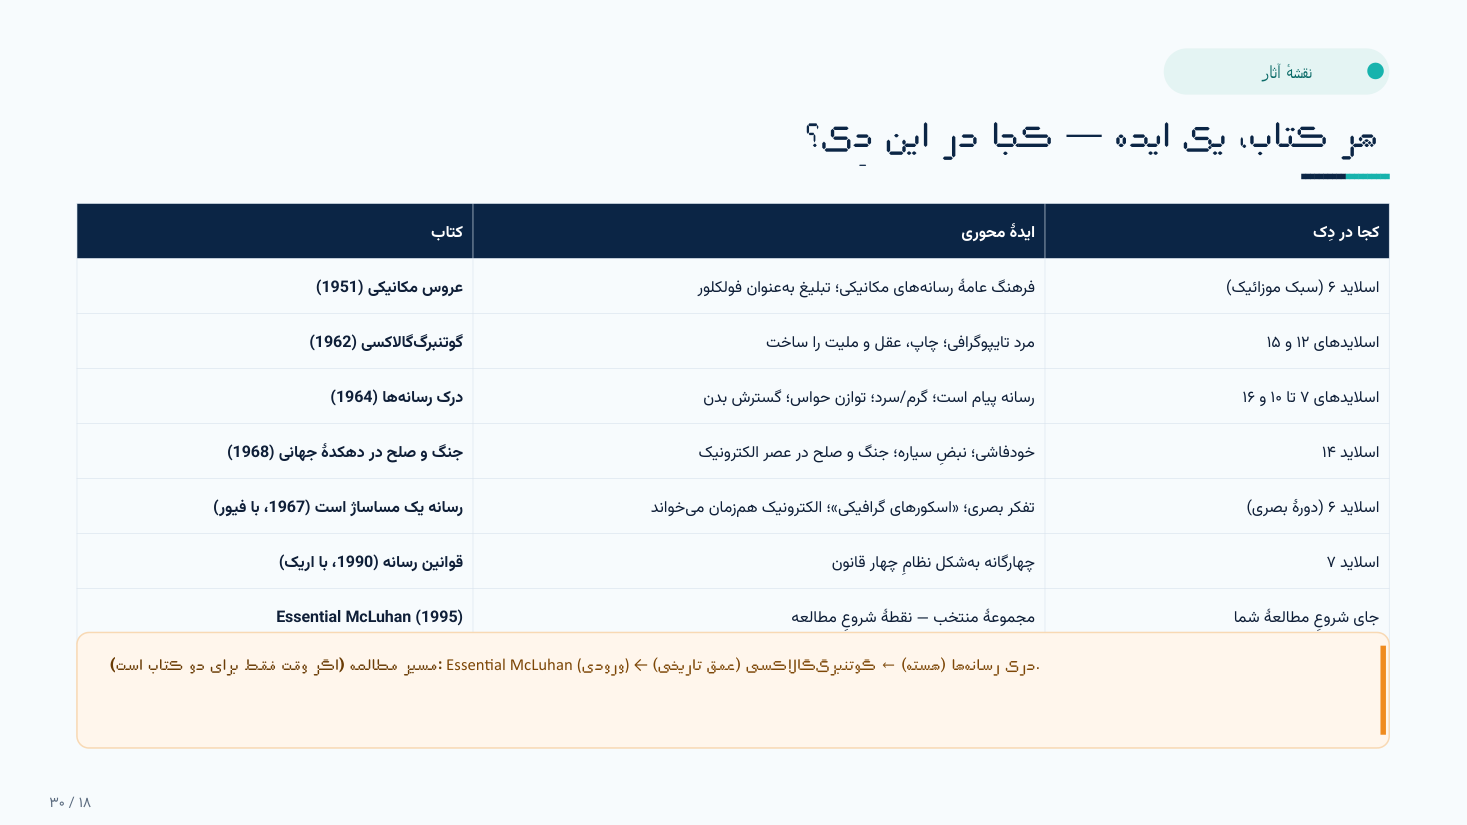 نقشهٔ آثار
هر کتاب، یک ایده — کجا در این دِک؟
کجا در دِک	ایدهٔ محوری	کتاب
اسلاید ۶ (سبک موزائیک)	فرهنگ عامهٔ رسانه‌های مکانیکی؛ تبلیغ به‌عنوان فولکلور	عروس مکانیکی (1951)
اسلایدهای ۱۲ و ۱۵	مرد تایپوگرافی؛ چاپ، عقل و ملیت را ساخت	گوتنبرگ‌گالاکسی (1962)
اسلایدهای ۷ تا ۱۰ و ۱۶	رسانه پیام است؛ گرم/سرد؛ توازن حواس؛ گسترش بدن	درک رسانه‌ها (1964)
اسلاید ۱۴	خودفاشی؛ نبضِ سیاره؛ جنگ و صلح در عصر الکترونیک	جنگ و صلح در دهکدهٔ جهانی (1968)
اسلاید ۶ (دورهٔ بصری)	تفکر بصری؛ «اسکورهای گرافیکی»؛ الکترونیک هم‌زمان می‌خواند	رسانه یک مساساژ است (1967، با فیور)
اسلاید ۷	چهارگانه به‌شکل نظامِ چهار قانون	قوانین رسانه (1990، با اریک)
جای شروعِ مطالعهٔ شما	مجموعهٔ منتخب — نقطهٔ شروعِ مطالعه	Essential McLuhan (1995)
مسیر مطالعه (اگر وقت فقط برای دو کتاب است): Essential McLuhan (ورودی) ← گوتنبرگ‌گالاکسی (عمق تاریخی) ← درک رسانه‌ها (هسته).
۱۸ / ۳۰